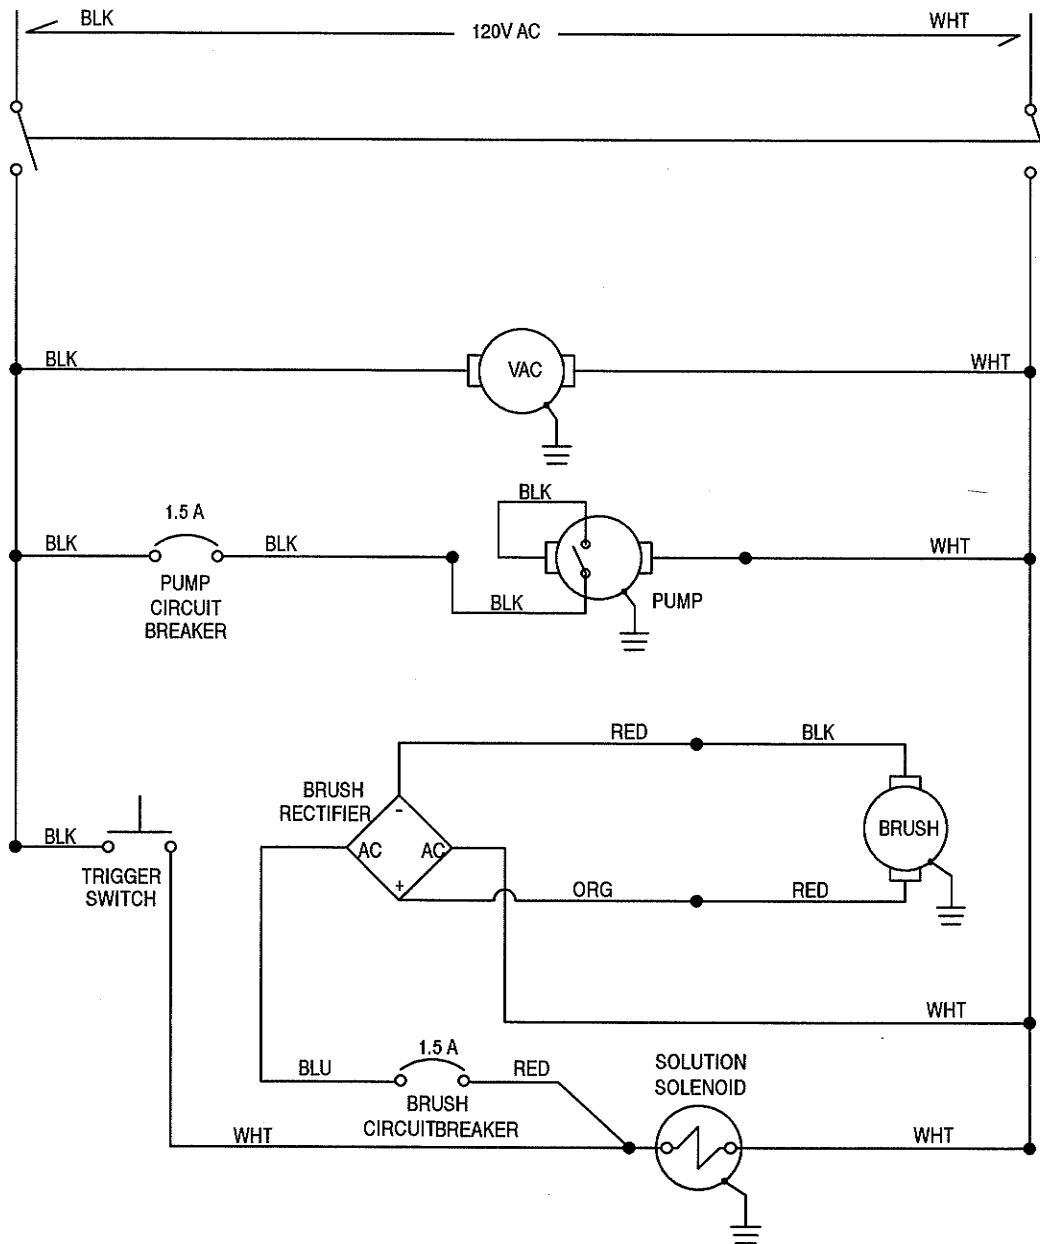 BLK
WHT
120V AC
BLK
VAC
WHT
BLK
1.5 A
BLK
BLK
WHT
PUMP
CIRCUIT
BREAKER
BLK
PUMP
RED
BLK
BRUSH
RECTIFIER
-
BLK
AC
AC
BRUSH
TRIGGER
SWITCH
+
ORG
RED
WHT
1.5 A
BLU
RED
SOLUTION
SOLENOID
BRUSH
CIRCUITBREAKER
WHT
WHT